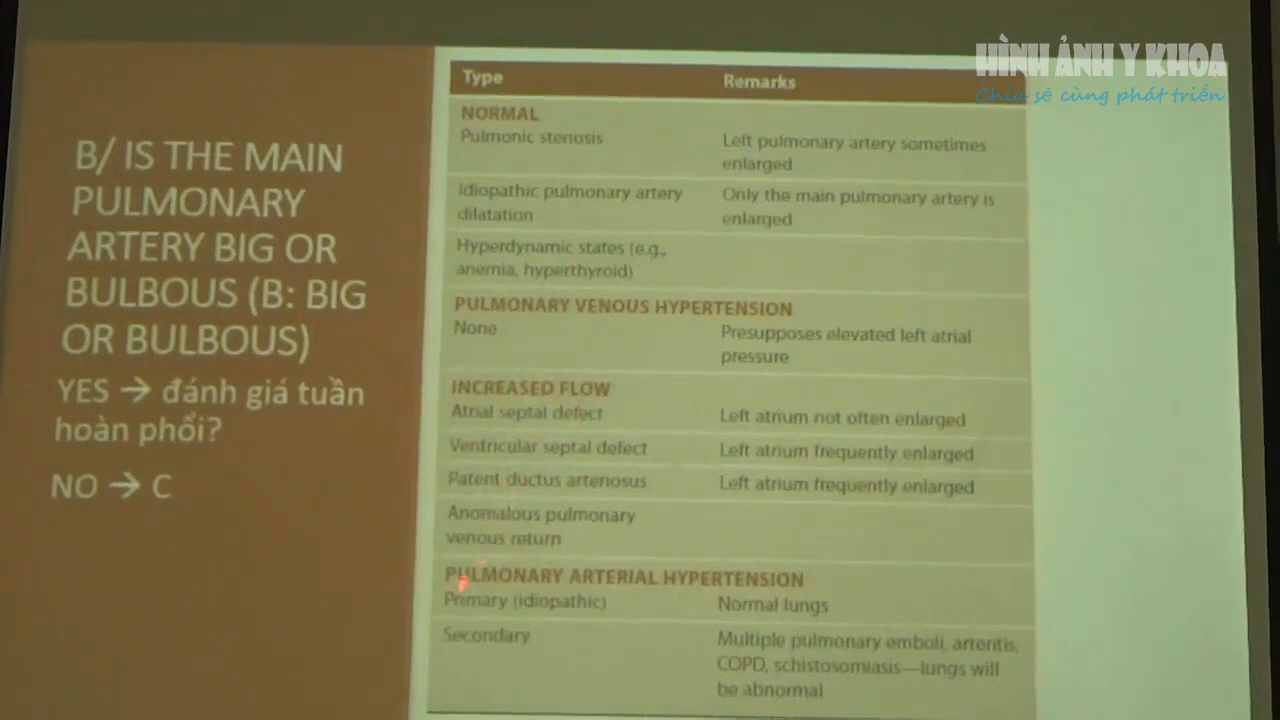 HÌNH ẢNH Y KHOA
Chia sẻ cùng phát triển
B/ IS THE MAIN
PULMONARY
ARTERY BIG OR
BULBOUS (B: BIG
OR BULBOUS)
YES → đánh giá tuần
hoàn phổi?
NO → C
Type Remarks
NORMAL
Pulmonic stenosis Left pulmonary artery sometimes
enlarged
Idiopathic pulmonary artery Only the main pulmonary artery is
dilatation enlarged
Hyperdynamic states (e.g.,
anemia, hyperthyroid)
PULMONARY VENOUS HYPERTENSION
None Presupposes elevated left atrial
pressure
INCREASED FLOW
Atrial septal defect Left atrium not often enlarged
Ventricular septal defect Left atrium frequently enlarged
Patent ductus arteriosus Left atrium frequently enlarged
Anomalous pulmonary
venous return
PULMONARY ARTERIAL HYPERTENSION
Primary (idiopathic) Normal lungs
Secondary Multiple pulmonary emboli, arteritis,
COPD, schistosomiasis—lungs will
be abnormal